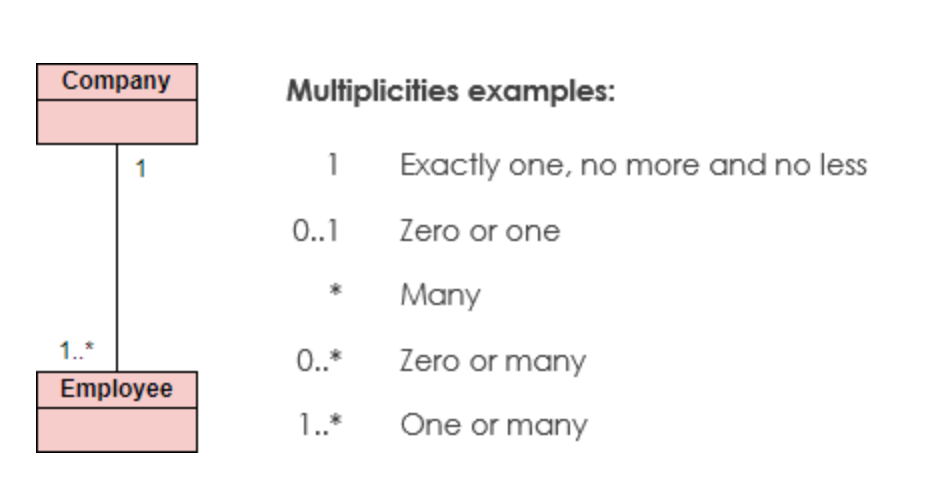 Company
1
1..*
Employee
Multiplicities examples:
1 Exactly one, no more and no less
0..1 Zero or one
* Many
0..* Zero or many
1..* One or many